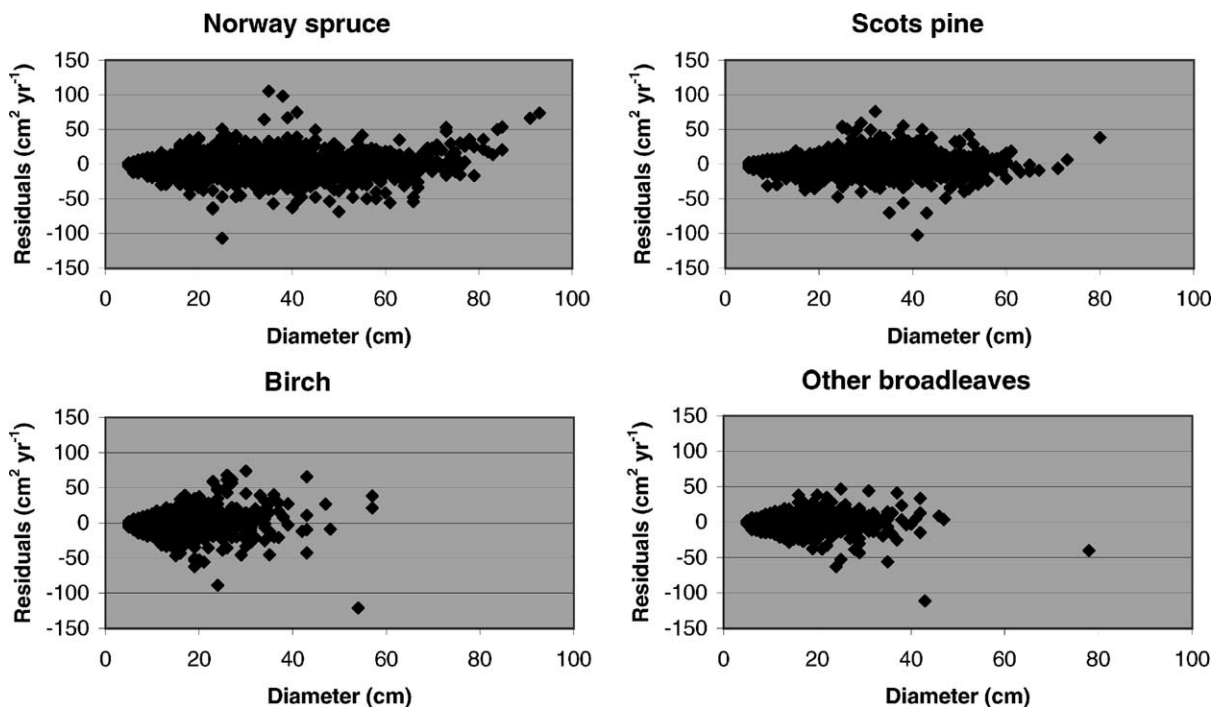 Norway spruce
150
100
50
0
-50
-100
-150
Residuals (cm² yr⁻¹)
0 20 40 60 80 100
Diameter (cm)
Scots pine
150
100
50
0
-50
-100
-150
Residuals (cm² yr⁻¹)
0 20 40 60 80 100
Diameter (cm)
Birch
150
100
50
0
-50
-100
-150
Residuals (cm² yr⁻¹)
0 20 40 60 80 100
Diameter (cm)
Other broadleaves
150
100
50
0
-50
-100
-150
Residuals (cm² yr⁻¹)
0 20 40 60 80 100
Diameter (cm)